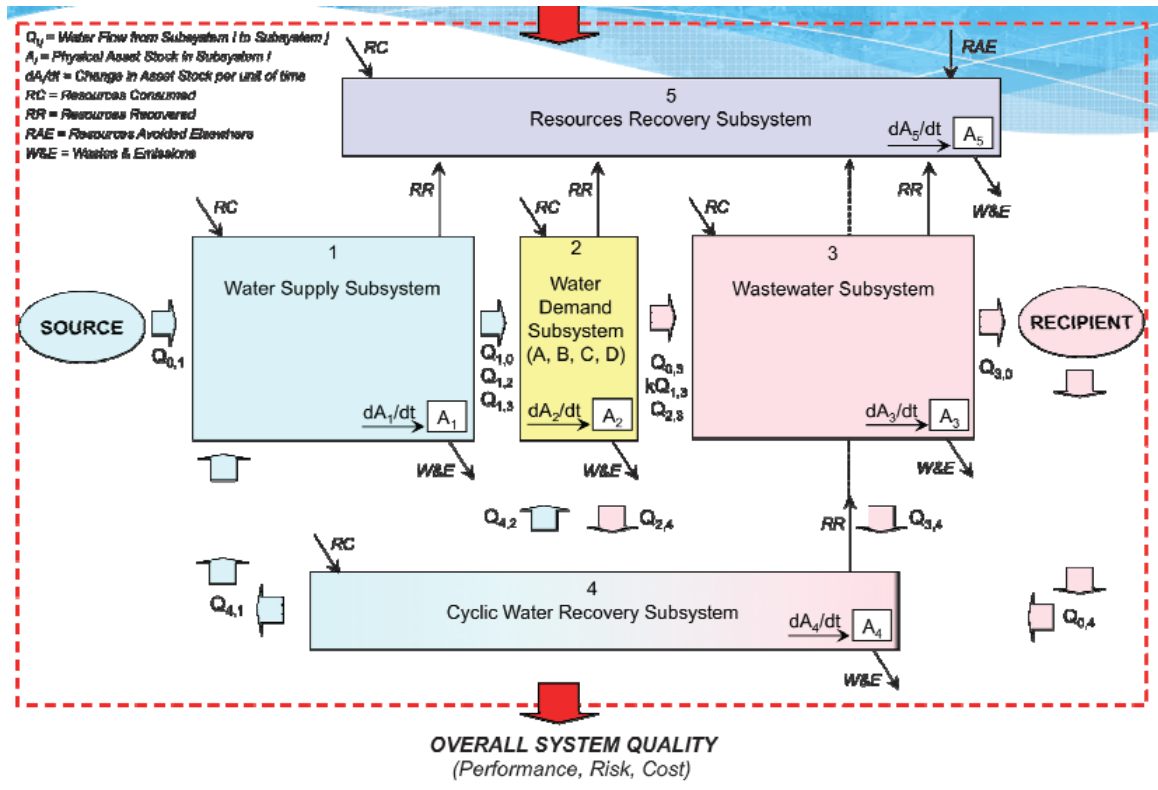 Qij = Water Flow from Subsystem i to Subsystem j
Ai = Physical Asset Stock in Subsystem i
dAi/dt = Change in Asset Stock per unit of time
RC = Resources Consumed
RR = Resources Recovered
RAE = Resources Avoided Elsewhere
W&E = Wastes & Emissions
RC
RAE
5
Resources Recovery Subsystem
dA5/dt
A5
W&E
RR
RR
RR
RC
RC
RC
1
Water Supply Subsystem
dA1/dt
A1
W&E
2
Water
Demand
Subsystem
(A, B, C, D)
dA2/dt
A2
W&E
3
Wastewater Subsystem
dA3/dt
A3
W&E
SOURCE
Q0,1
Q1,0
Q1,2
Q1,3
Q0,3
kQ1,3
Q2,3
RECIPIENT
Q3,0
Q4,2
Q2,4
RR
Q3,4
RC
Q4,1
4
Cyclic Water Recovery Subsystem
dA4/dt
A4
W&E
Q0,4
OVERALL SYSTEM QUALITY
(Performance, Risk, Cost)